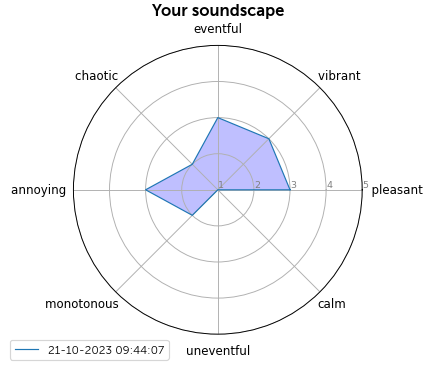 Your soundscape
eventful
chaotic
vibrant
annoying
1
2
3
4
5
pleasant
monotonous
calm
uneventful
21-10-2023 09:44:07